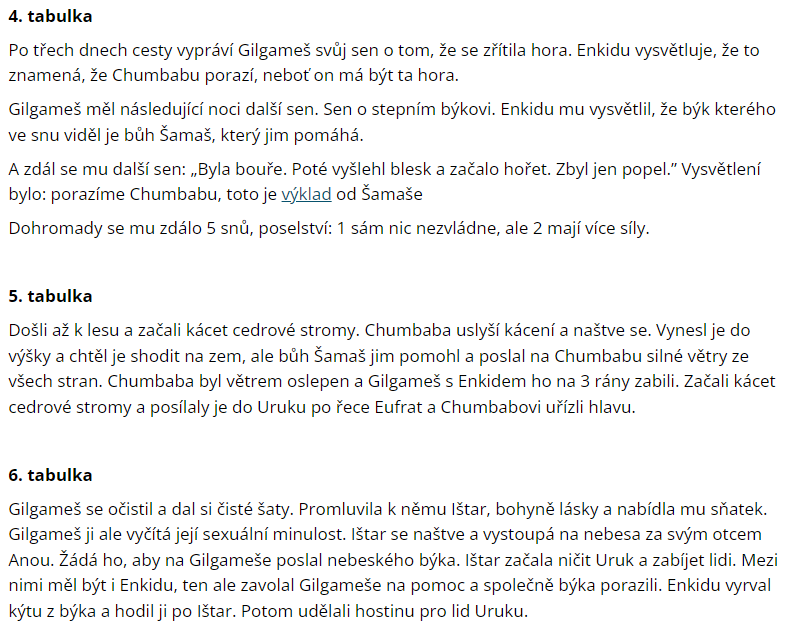 4. tabulka
Po třech dnech cesty vypráví Gilgameš svůj sen o tom, že se zřítila hora. Enkidu vysvětluje, že to
znamená, že Chumbabu porazí, neboť on má být ta hora.
Gilgameš měl následující noci další sen. Sen o stepním býkovi. Enkidu mu vysvětlil, že býk kterého
ve snu viděl je bůh Šamaš, který jim pomáhá.
A zdál se mu další sen: „Byla bouře. Poté vyšlehl blesk a začalo hořet. Zbyl jen popel.” Vysvětlení
bylo: porazíme Chumbabu, toto je výklad od Šamaše
Dohromady se mu zdálo 5 snů, poselství: 1 sám nic nezvládne, ale 2 mají více síly.
5. tabulka
Došli až k lesu a začali kácet cedrové stromy. Chumbaba uslyší kácení a naštve se. Vynesl je do
výšky a chtěl je shodit na zem, ale bůh Šamaš jim pomohl a poslal na Chumbabu silné větry ze
všech stran. Chumbaba byl větrem oslepen a Gilgameš s Enkidem ho na 3 rány zabili. Začali kácet
cedrové stromy a posílaly je do Uruku po řece Eufrat a Chumbabovi uřízli hlavu.
6. tabulka
Gilgameš se očistil a dal si čisté šaty. Promluvila k němu Ištar, bohyně lásky a nabídla mu sňatek.
Gilgameš ji ale vyčítá její sexuální minulost. Ištar se naštve a vystoupá na nebesa za svým otcem
Anou. Žádá ho, aby na Gilgameše poslal nebeského býka. Ištar začala ničit Uruk a zabíjet lidi. Mezi
nimi měl být i Enkidu, ten ale zavolal Gilgameše na pomoc a společně býka porazili. Enkidu vyrval
kýtu z býka a hodil ji po Ištar. Potom udělali hostinu pro lid Uruku.